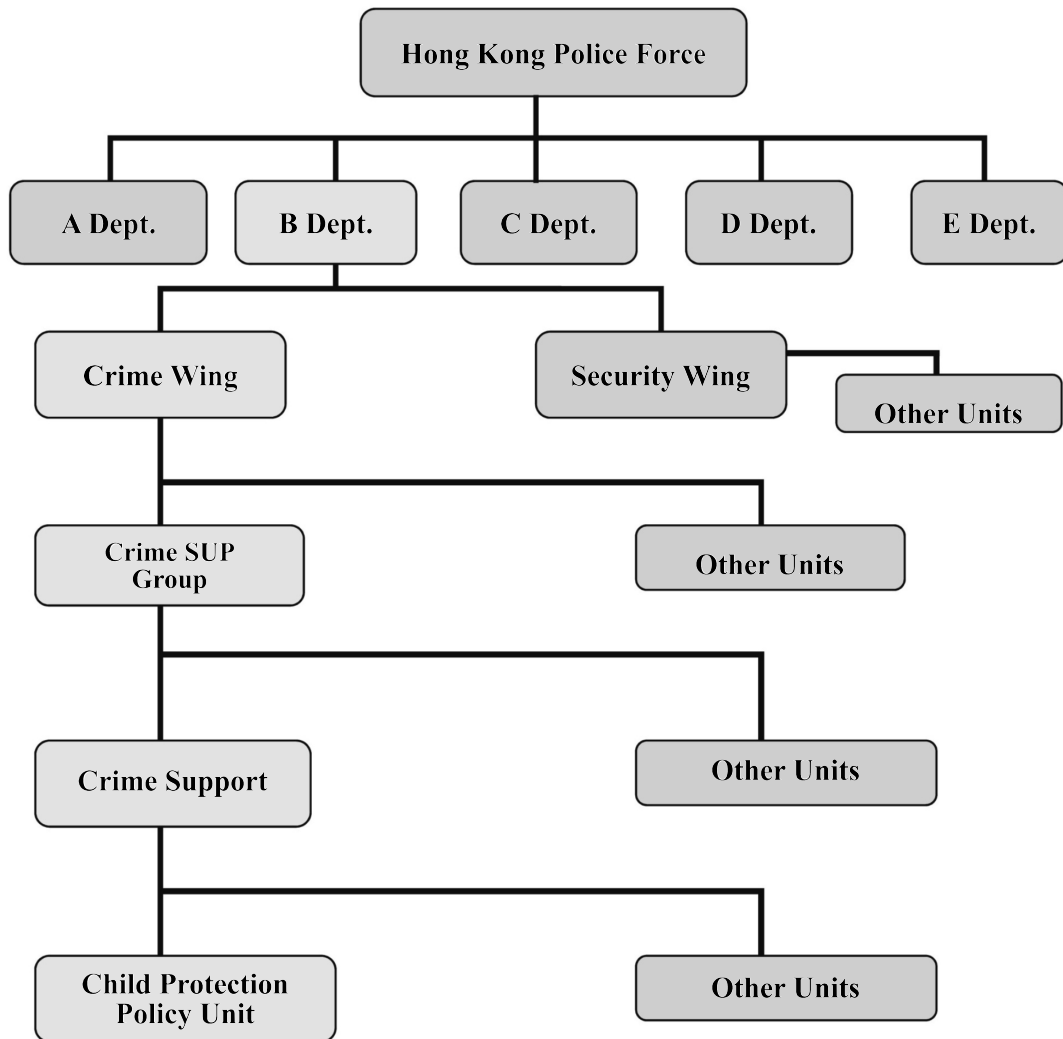 Hong Kong Police Force
A Dept.
B Dept.
C Dept.
D Dept.
E Dept.
Crime Wing
Security Wing
Other Units
Crime SUP
Group
Other Units
Crime Support
Other Units
Child Protection
Policy Unit
Other Units